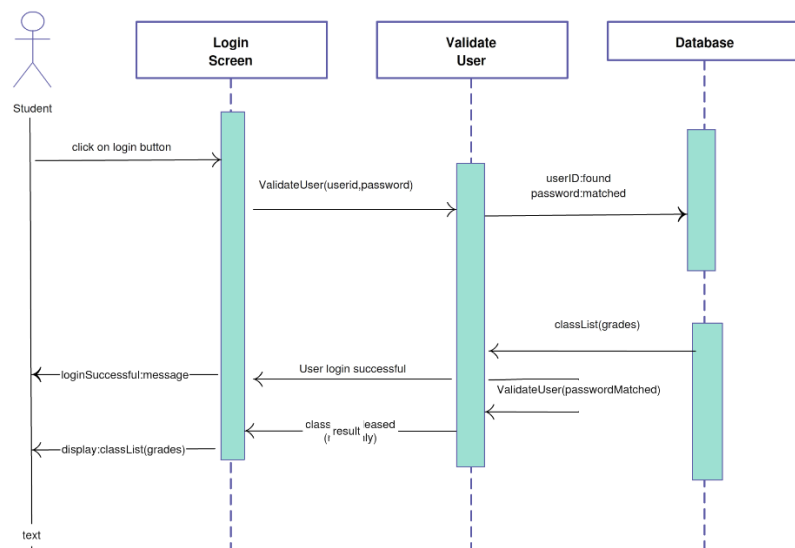 Login
Screen
Validate
User
Database
Student
click on login button
ValidateUser(userid,password)
userID:found
password:matched
classList(grades)
User login successful
loginSuccessful:message
ValidateUser(passwordMatched)
result
display:classList(grades)
text